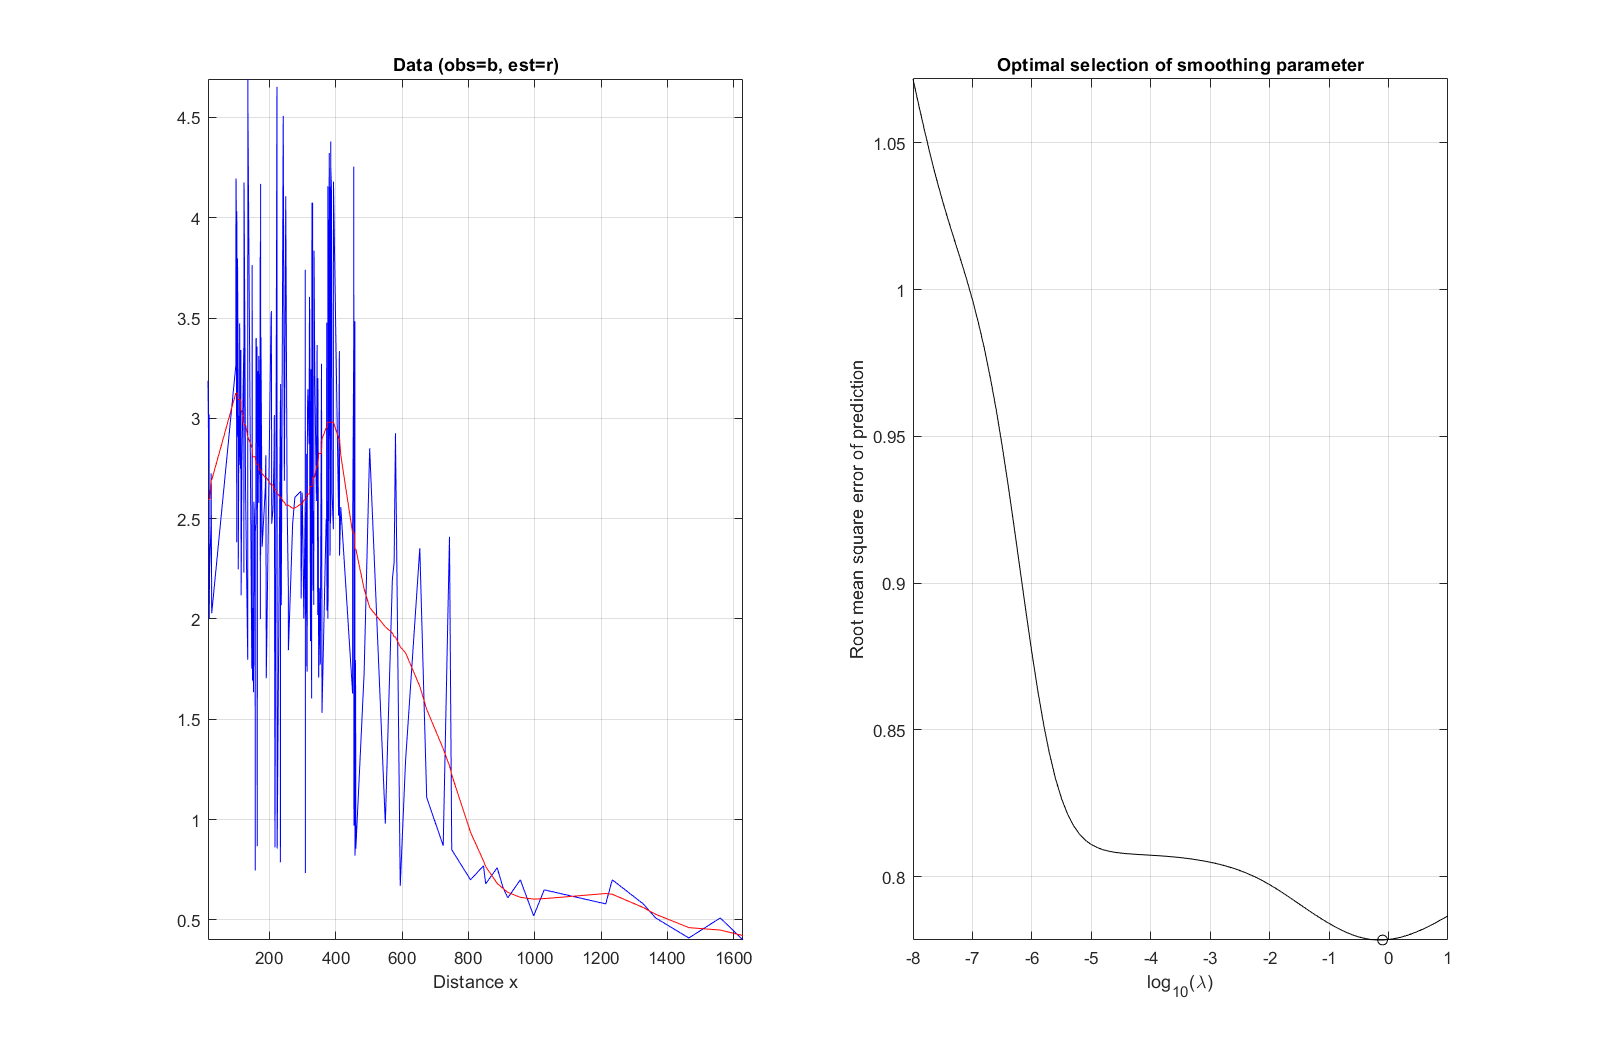 Data (obs=b, est=r)
4.5
4
3.5
3
2.5
2
1.5
1
0.5
200 400 600 800 1000 1200 1400 1600
Distance x
Optimal selection of smoothing parameter
Root mean square error of prediction
1.05
1
0.95
0.9
0.85
0.8
-8 -7 -6 -5 -4 -3 -2 -1 0 1
log10(λ)